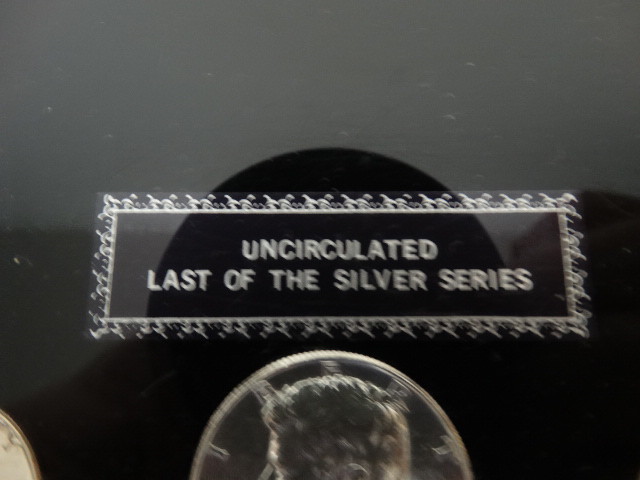 UNCIRCULATED
LAST OF THE SILVER SERIES